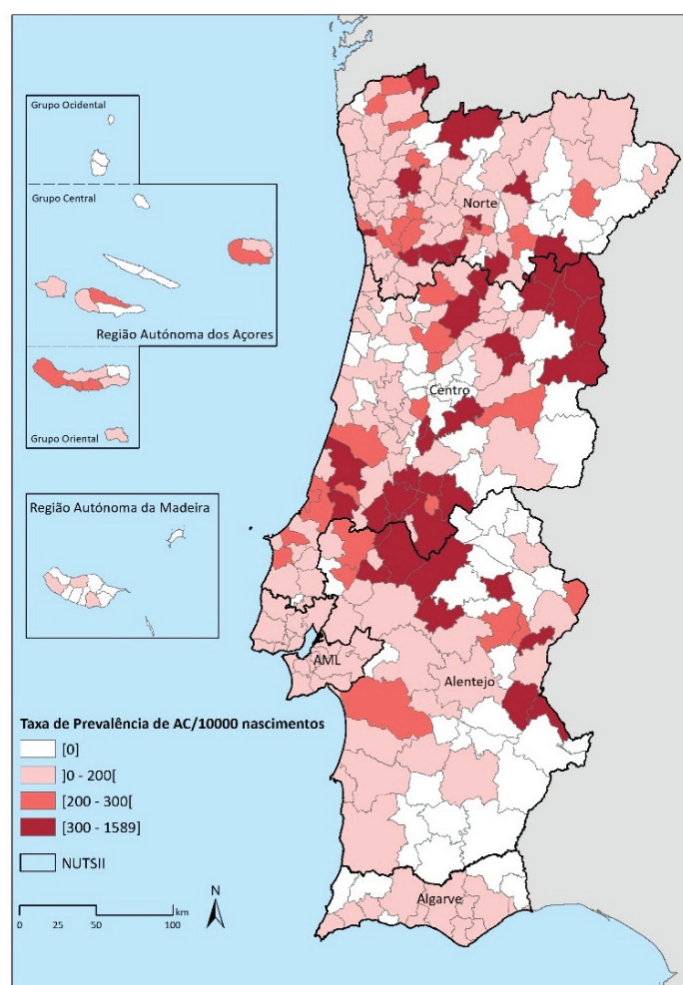 Grupo Ocidental
Grupo Central
Região Autónoma dos Açores
Grupo Oriental
Região Autónoma da Madeira
Norte
Centro
AML
Alentejo
Algarve
Taxa de Prevalência de AC/10000 nascimentos
[0]
]0 - 200[
[200 - 300[
[300 - 1589]
NUTSII
N
0 25 50 100
km